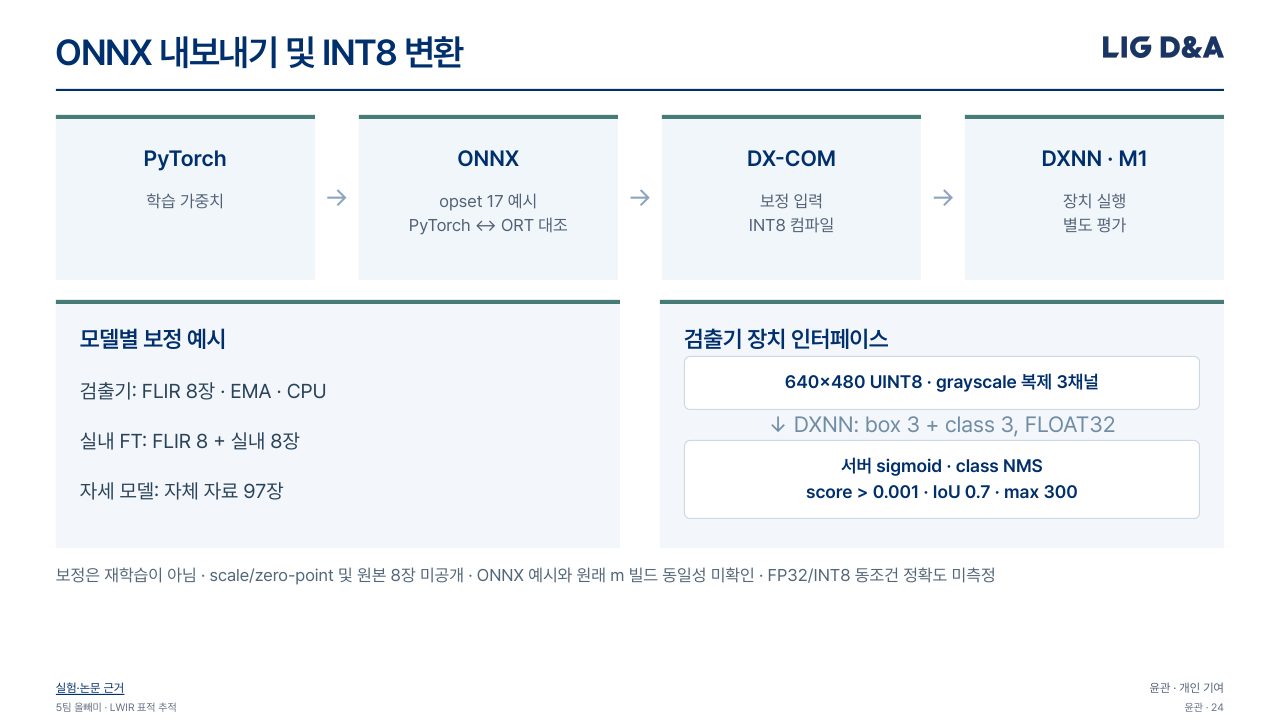 ONNX 내보내기 및 INT8 변환
LIG D&A
PyTorch
학습 가중치
→
ONNX
opset 17 예시
PyTorch ↔ ORT 대조
→
DX-COM
보정 입력
INT8 컴파일
→
DXNN · M1
장치 실행
별도 평가
모델별 보정 예시
검출기: FLIR 8장 · EMA · CPU
실내 FT: FLIR 8 + 실내 8장
자세 모델: 자체 자료 97장
검출기 장치 인터페이스
640×480 UINT8 · grayscale 복제 3채널
↓ DXNN: box 3 + class 3, FLOAT32
서버 sigmoid · class NMS
score > 0.001 · IoU 0.7 · max 300
보정은 재학습이 아님 · scale/zero-point 및 원본 8장 미공개 · ONNX 예시와 원래 m 빌드 동일성 미확인 · FP32/INT8 동조건 정확도 미측정
실험·논문 근거
5팀 올빼미 · LWIR 표적 추적
윤관 · 개인 기여
윤관 · 24